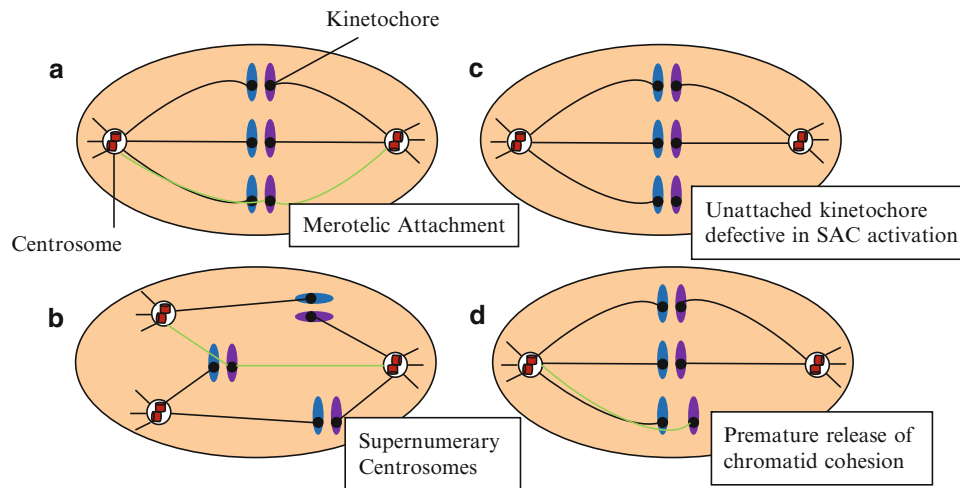 Kinetochore
a
Centrosome
Merotelic Attachment
c
Unattached kinetochore
defective in SAC activation
b
Supernumerary
Centrosomes
d
Premature release of
chromatid cohesion